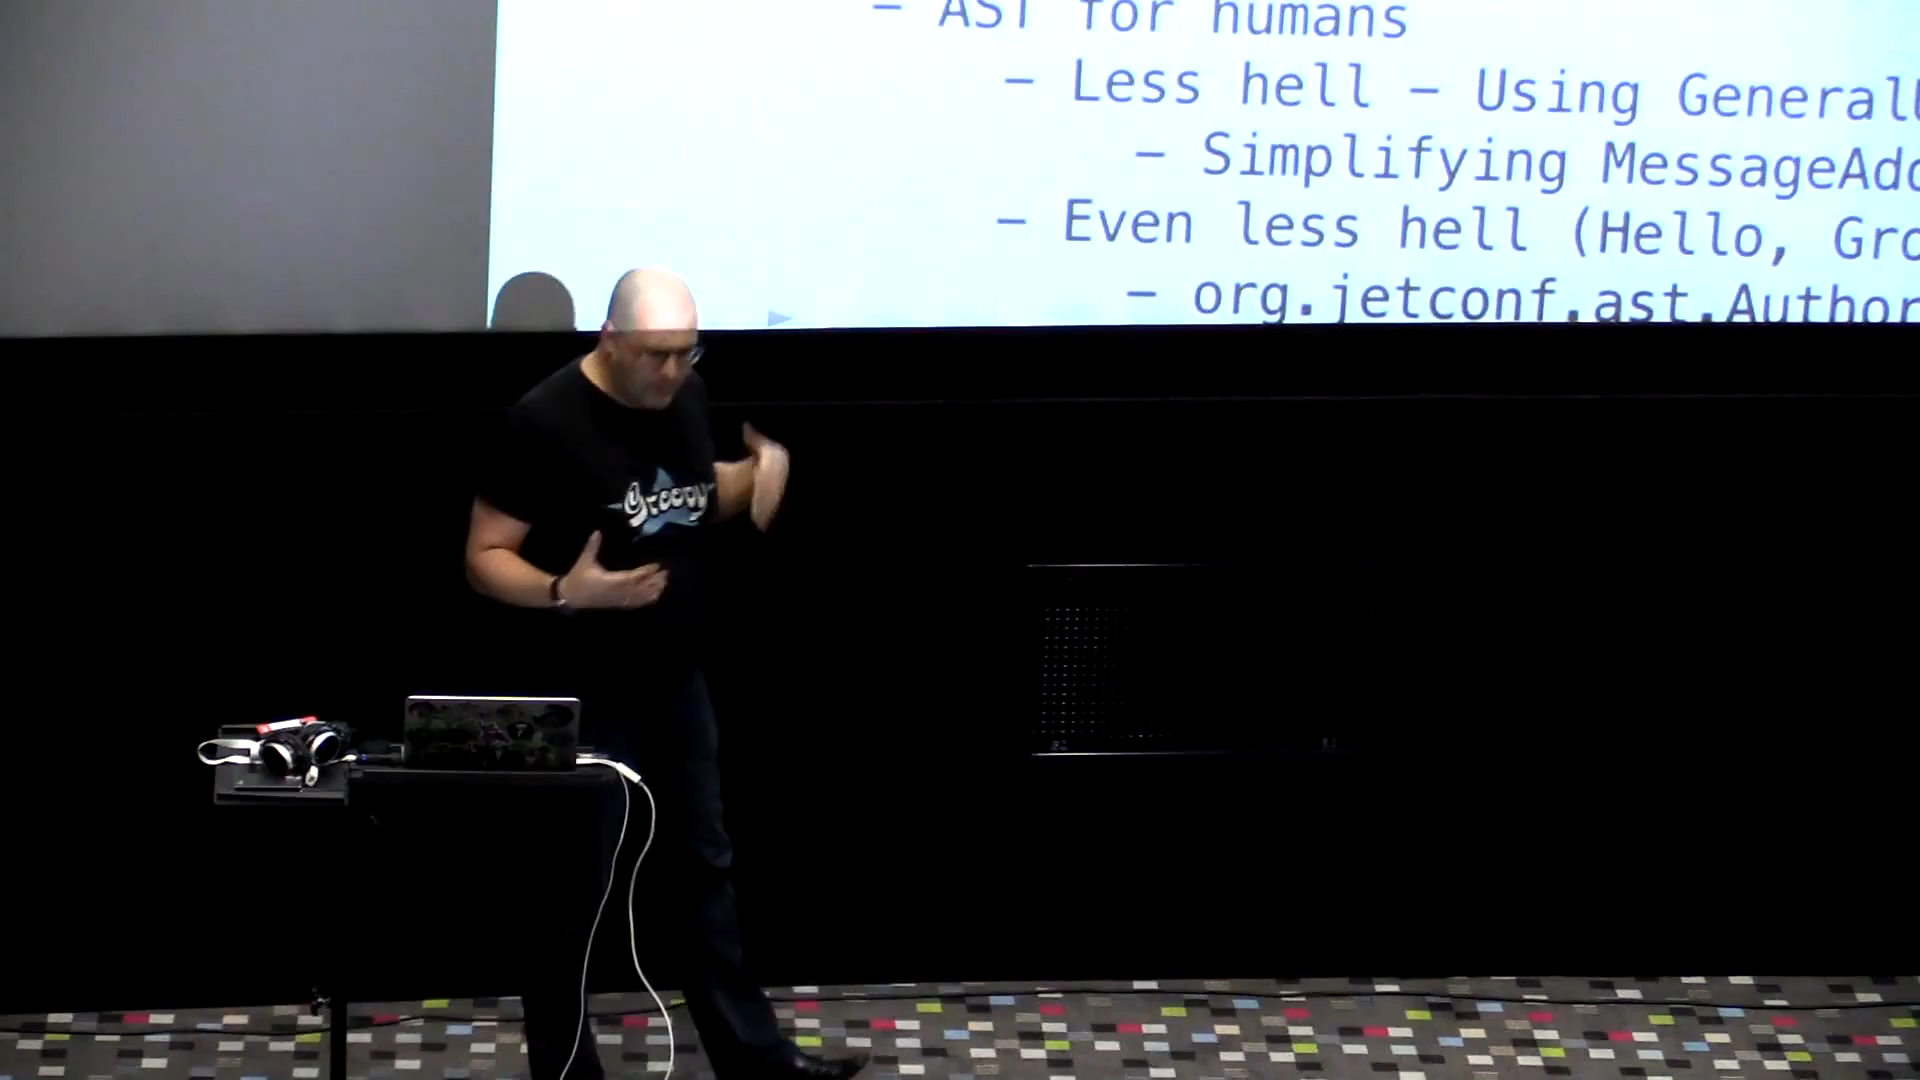 – AST for humans
– Less hell – Using General
– Simplifying MessageAdd
– Even less hell (Hello, Gro
– org.jetconf.ast.Author
Groovy